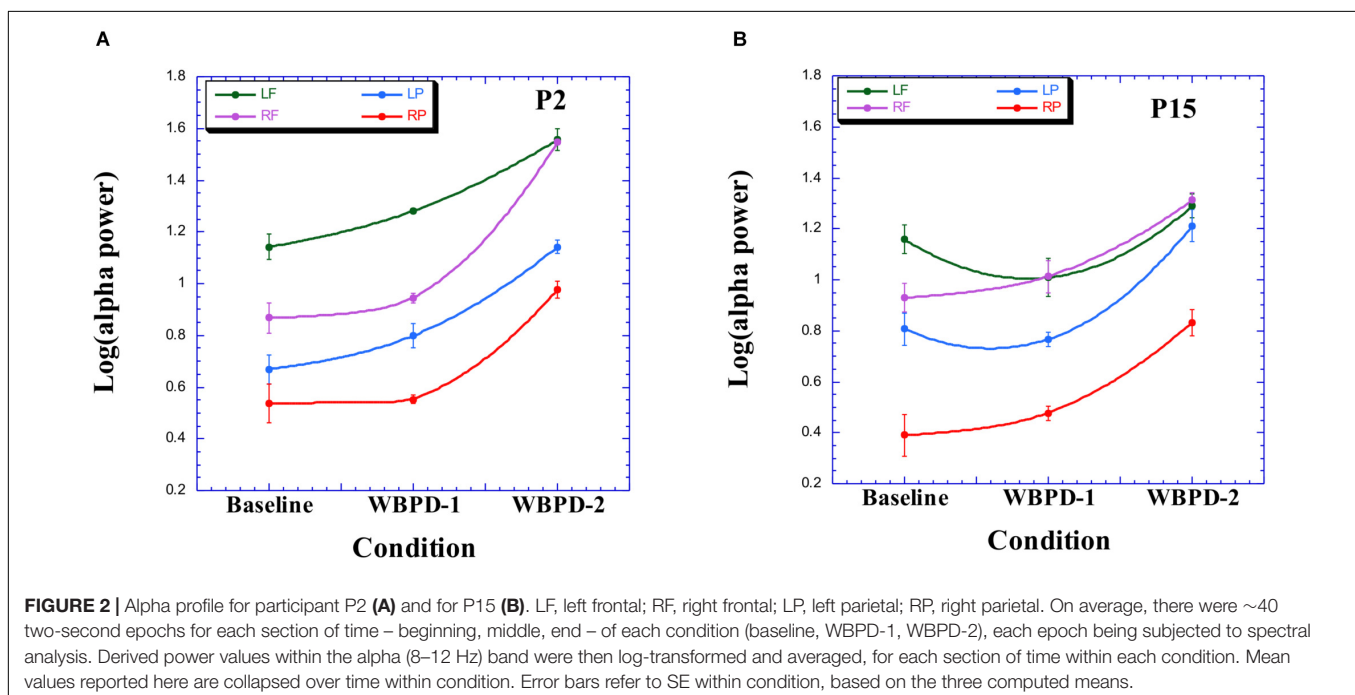 A
1.8
1.6
1.4
1.2
1
0.8
0.6
0.4
0.2
LF
LP
RF
RP
P2
Log(alpha power)
Baseline
WBPD-1
WBPD-2
Condition
B
1.8
1.6
1.4
1.2
1
0.8
0.6
0.4
0.2
LF
LP
RF
RP
P15
Log(alpha power)
Baseline
WBPD-1
WBPD-2
Condition
FIGURE 2 | Alpha profile for participant P2 (A) and for P15 (B). LF, left frontal; RF, right frontal; LP, left parietal; RP, right parietal. On average, there were ∼40
two-second epochs for each section of time – beginning, middle, end – of each condition (baseline, WBPD-1, WBPD-2), each epoch being subjected to spectral
analysis. Derived power values within the alpha (8–12 Hz) band were then log-transformed and averaged, for each section of time within each condition. Mean
values reported here are collapsed over time within condition. Error bars refer to SE within condition, based on the three computed means.